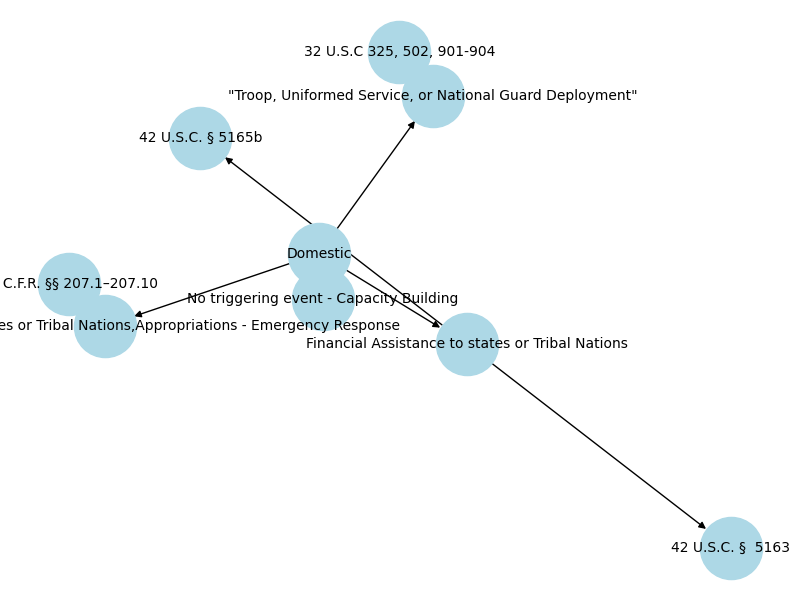 32 U.S.C 325, 502, 901-904
"Troop, Uniformed Service, or National Guard Deployment"
42 U.S.C. § 5165b
Domestic
C.F.R. §§ 207.1–207.10
No triggering event - Capacity Building
or Tribal Nations,Appropriations - Emergency Response
Financial Assistance to states or Tribal Nations
42 U.S.C. §  5163